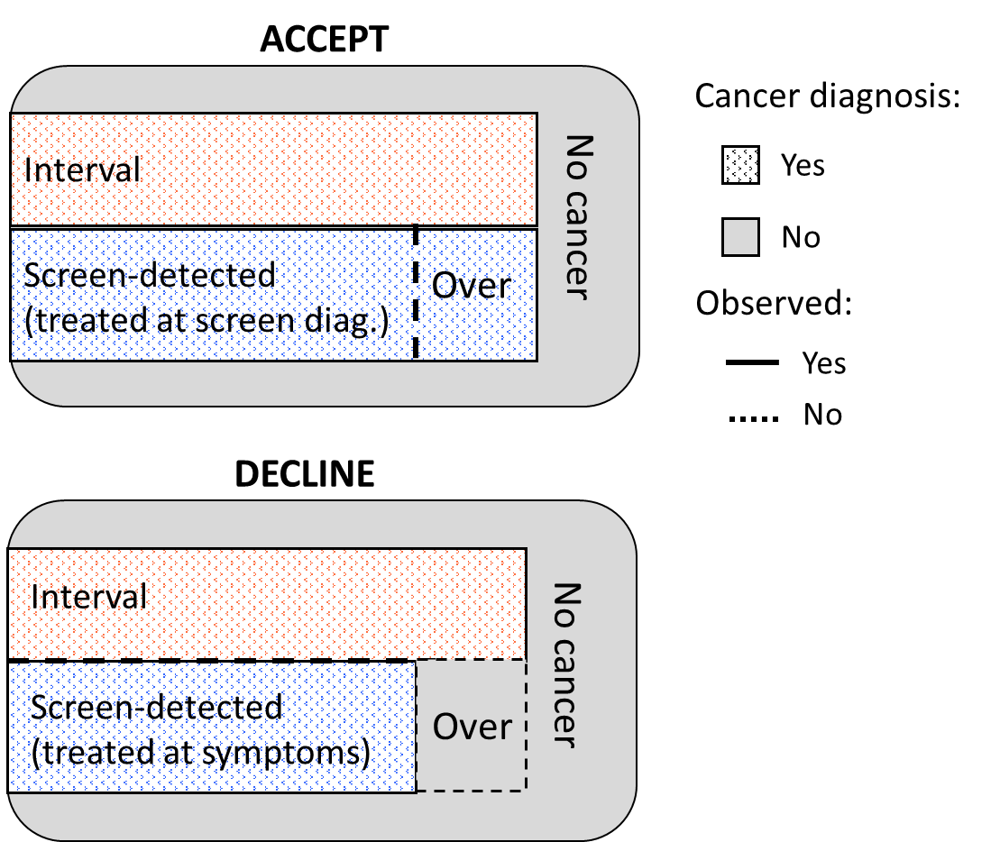 ACCEPT
Interval
Screen-detected
(treated at screen diag.)
Over
No cancer
Cancer diagnosis:
Yes
No
Observed:
Yes
No
DECLINE
Interval
Screen-detected
(treated at symptoms)
Over
No cancer